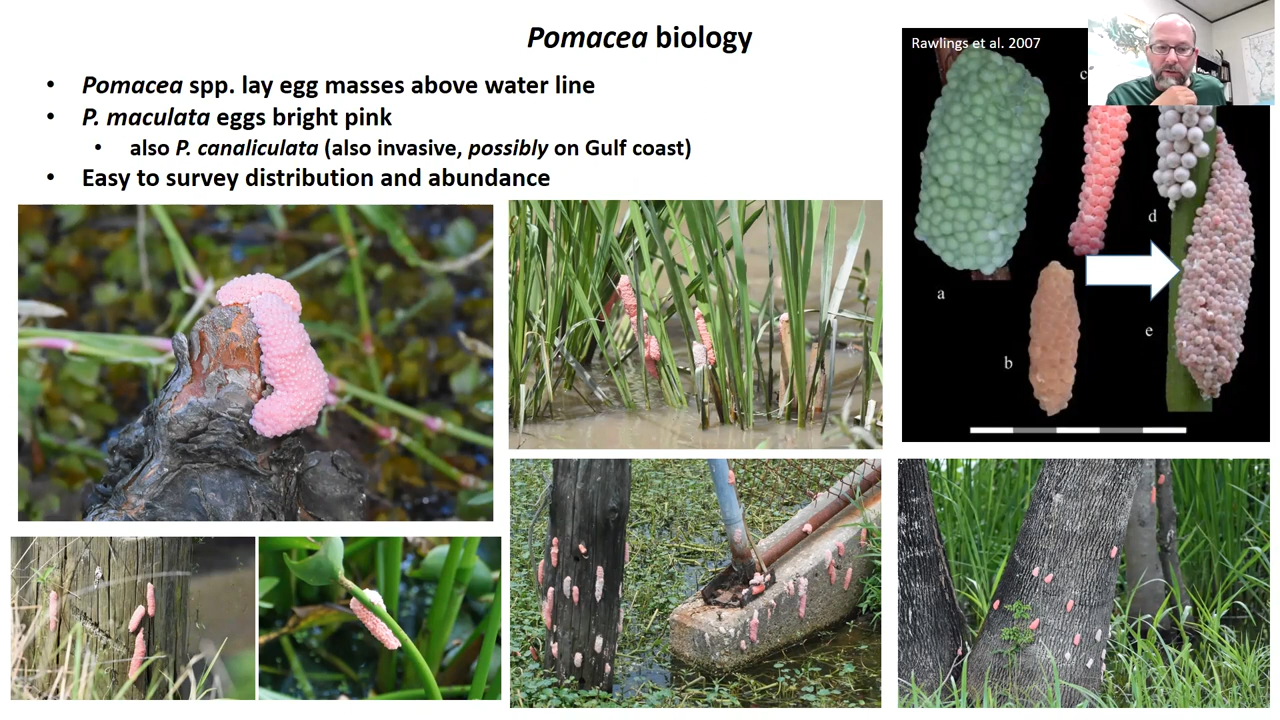 Pomacea biology
• Pomacea spp. lay egg masses above water line
• P. maculata eggs bright pink
• also P. canaliculata (also invasive, possibly on Gulf coast)
• Easy to survey distribution and abundance
Rawlings et al. 2007
c
d
a
e
b